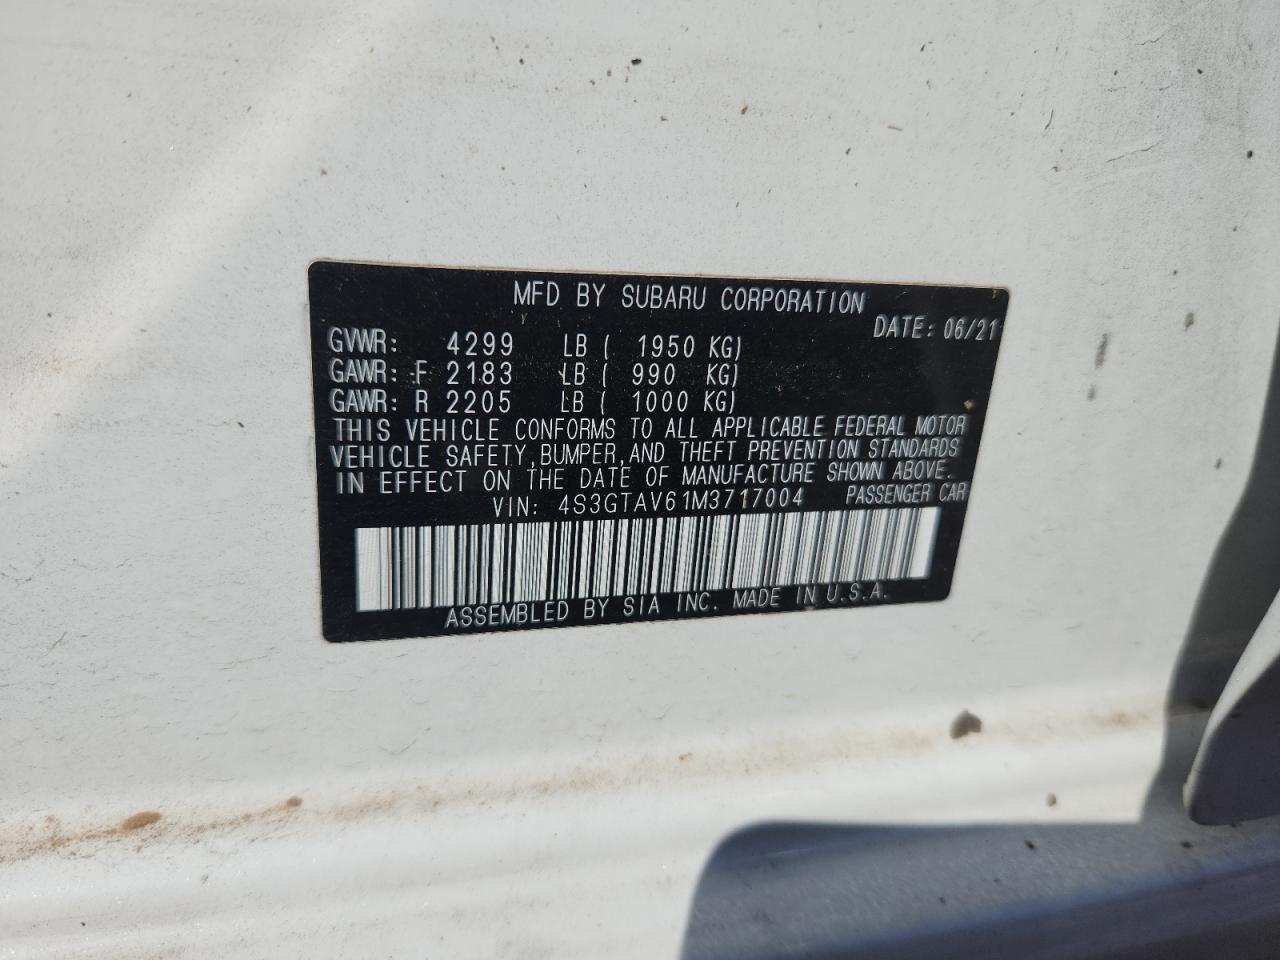 MFD BY SUBARU CORPORATION
DATE: 06/21
GVWR: 4299 LB ( 1950 KG)
GAWR: F 2183 LB ( 990 KG)
GAWR: R 2205 LB ( 1000 KG)
THIS VEHICLE CONFORMS TO ALL APPLICABLE FEDERAL MOTOR
VEHICLE SAFETY, BUMPER, AND THEFT PREVENTION STANDARDS
IN EFFECT ON THE DATE OF MANUFACTURE SHOWN ABOVE.
VIN: 4S3GTAV61M3717004 PASSENGER CAR
ASSEMBLED BY SIA INC. MADE IN U.S.A.